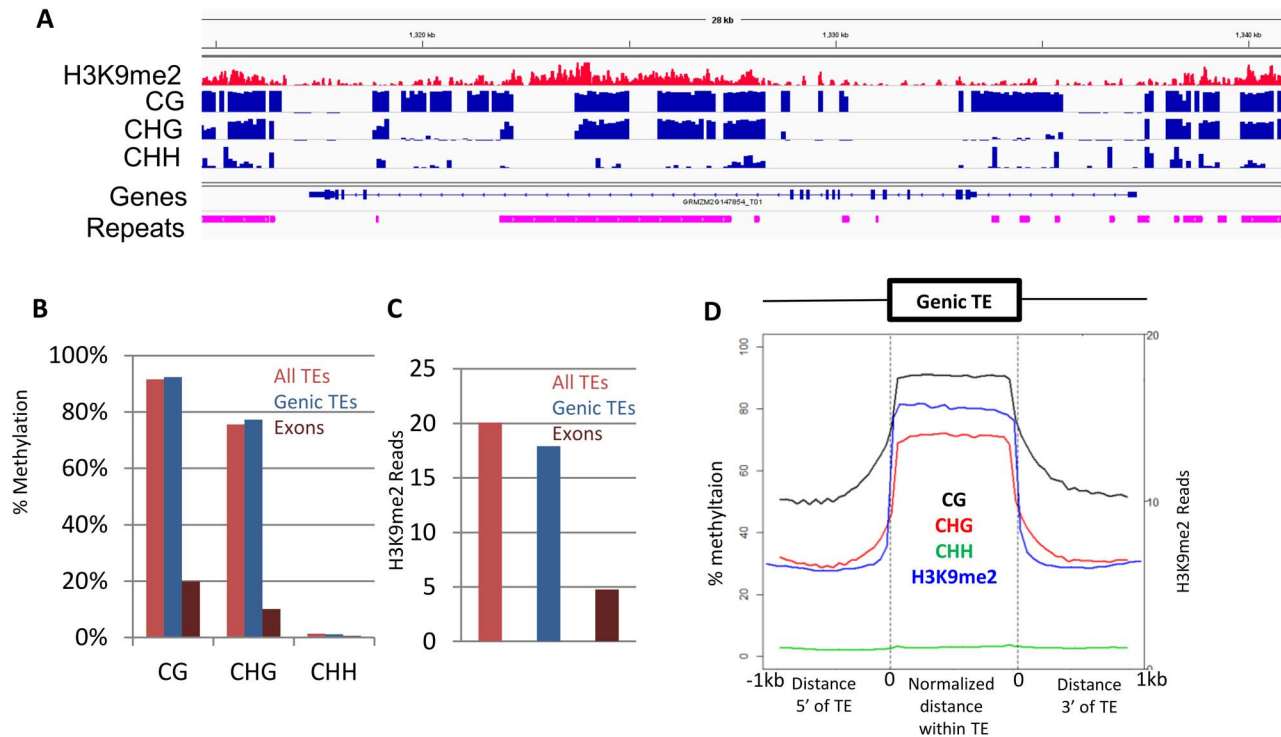 A
28 kb
1,320 kb 1,330 kb 1,340 kb
H3K9me2
CG
CHG
CHH
Genes
GRMZM2G147854_T01
Repeats
B
100%
80%
60%
40%
20%
0%
% Methylation
All TEs
Genic TEs
Exons
CG CHG CHH
C
25
20
15
10
5
0
H3K9me2 Reads
All TEs
Genic TEs
Exons
D
Genic TE
100
80
60
40
20
0
% methyltaion
20
10
0
H3K9me2 Reads
CG
CHG
CHH
H3K9me2
-1kb 0 0 1kb
Distance
5' of TE
Normalized
distance
within TE
Distance
3' of TE